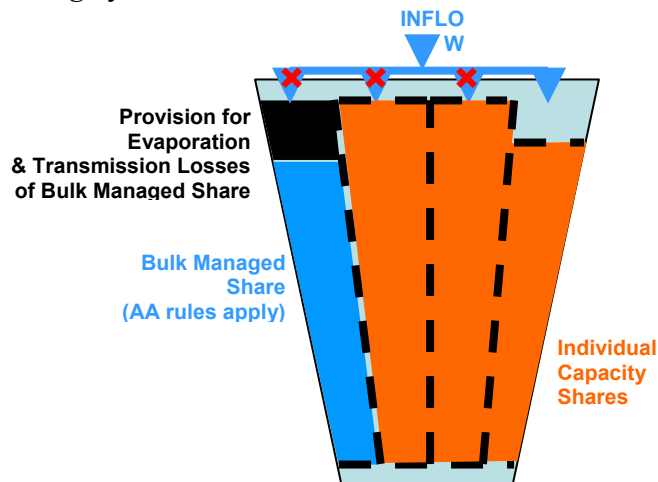 INFLO
W
Provision for
Evaporation
& Transmission Losses
of Bulk Managed Share
Bulk Managed
Share
(AA rules apply)
Individual
Capacity
Shares